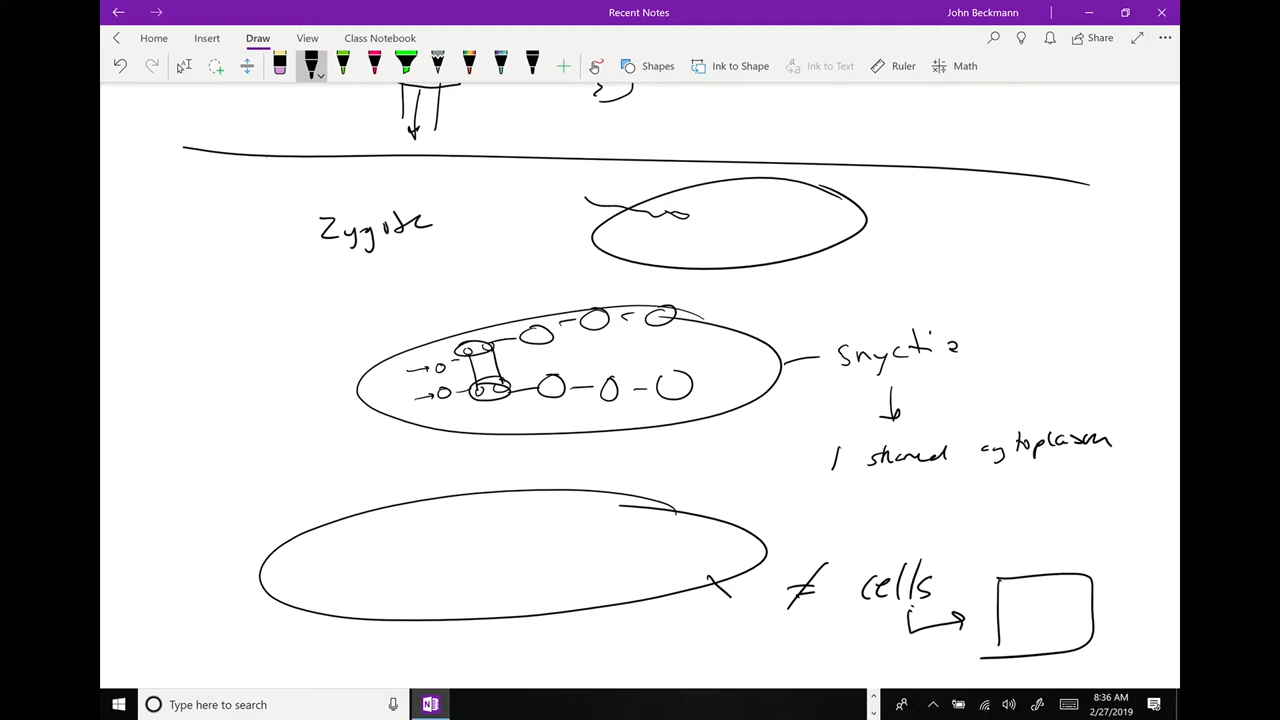 Recent Notes
John Beckmann
Home Insert Draw View Class Notebook
Share
Shapes Ink to Shape Ink to Text Ruler Math
Zygote
Snyctia
1 shared cytoplasm
≠ cells
Type here to search
8:36 AM
2/27/2019